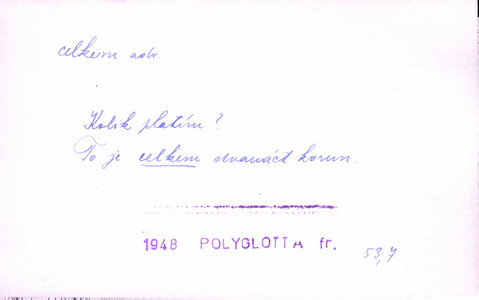 celkem adv.
Kolik platím?
To je celkem dvanáct korun.
1948 POLYGLOTTA fr.
53,7